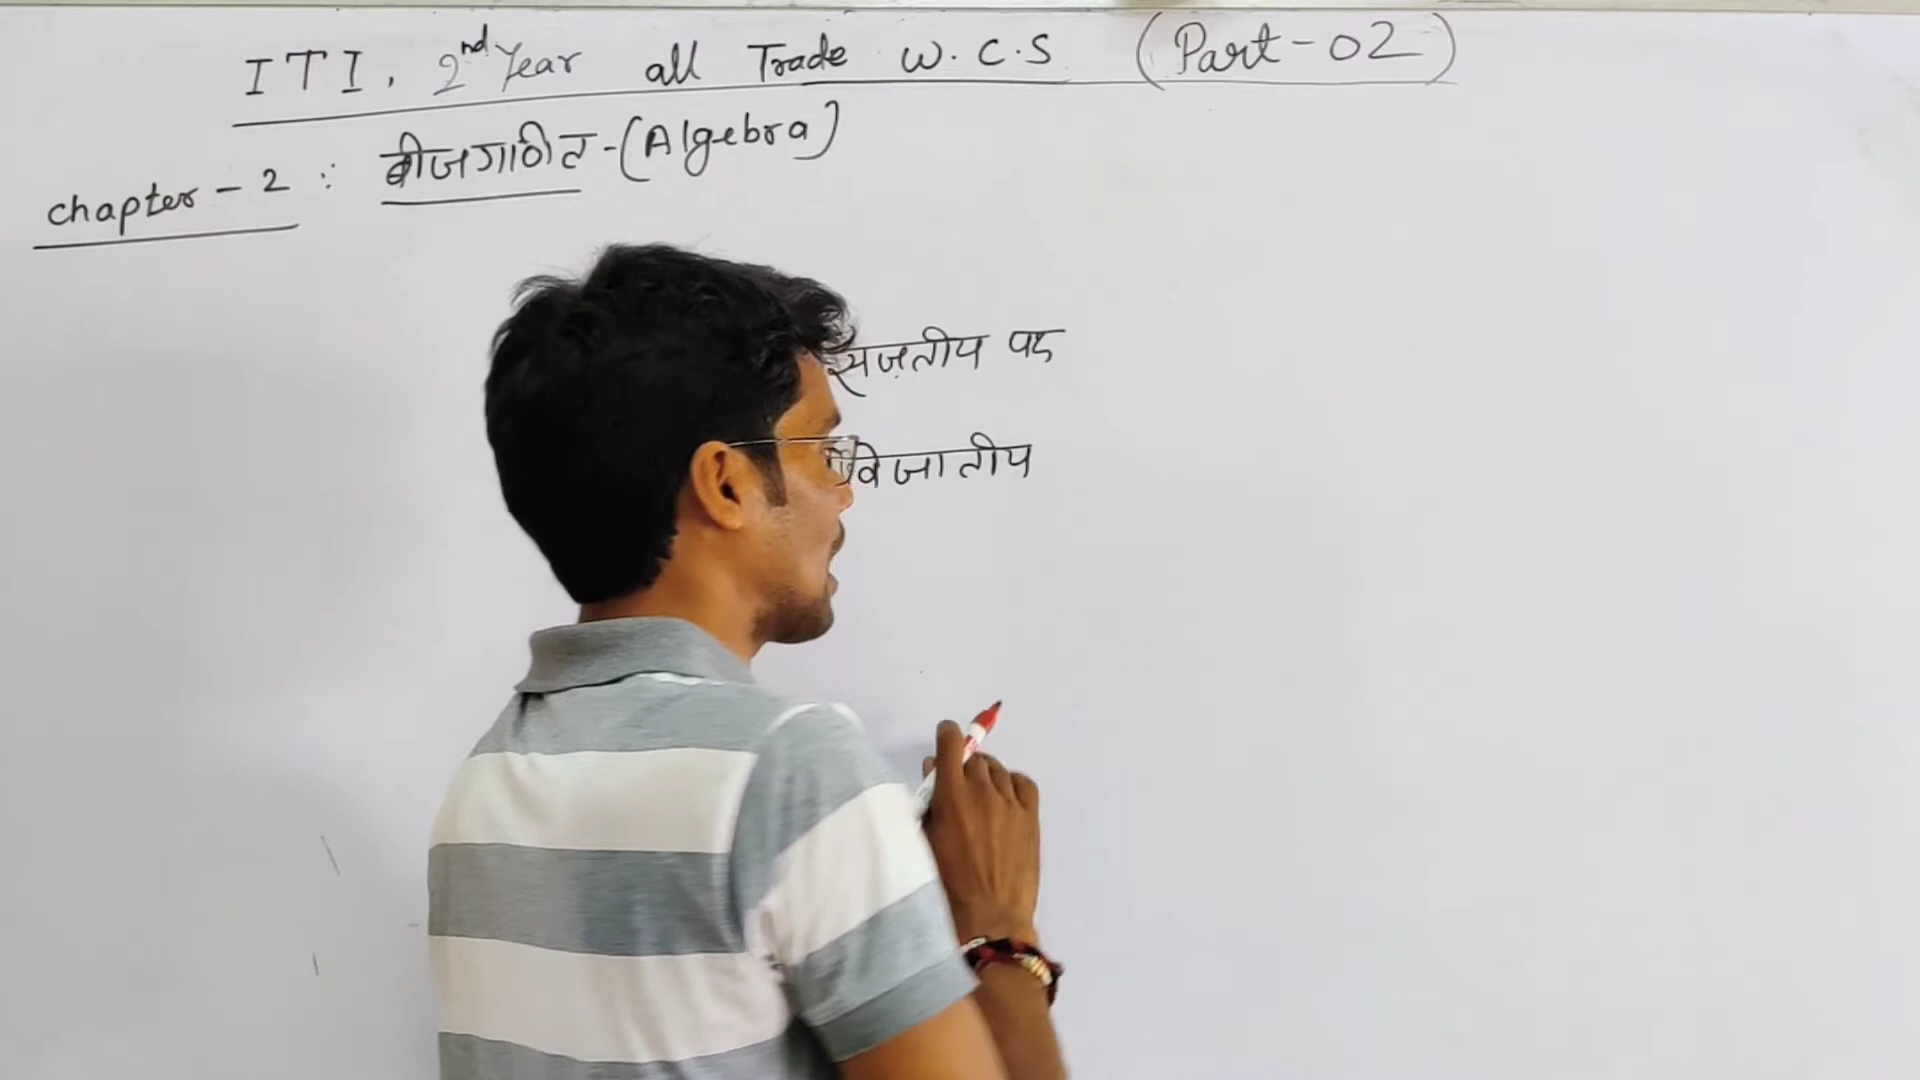 ITI, 2nd Year all Trade W.C.S (Part-02)
chapter-2: बीजगणित-(Algebra)
सजातीय पद
विजातीय